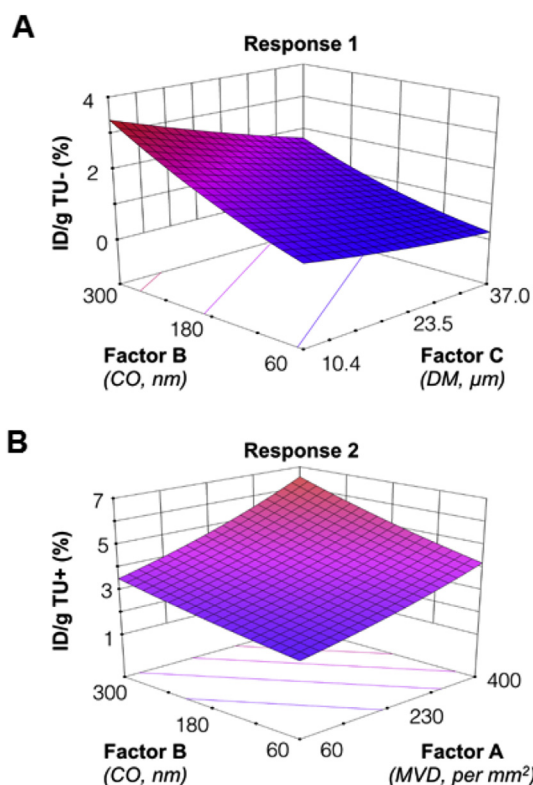 A
Response 1
ID/g TU- (%)
4
2
0
300
180
60
10.4
23.5
37.0
Factor B
(CO, nm)
Factor C
(DM, µm)
B
Response 2
ID/g TU+ (%)
7
5
3
1
300
180
60
60
230
400
Factor B
(CO, nm)
Factor A
(MVD, per mm²)